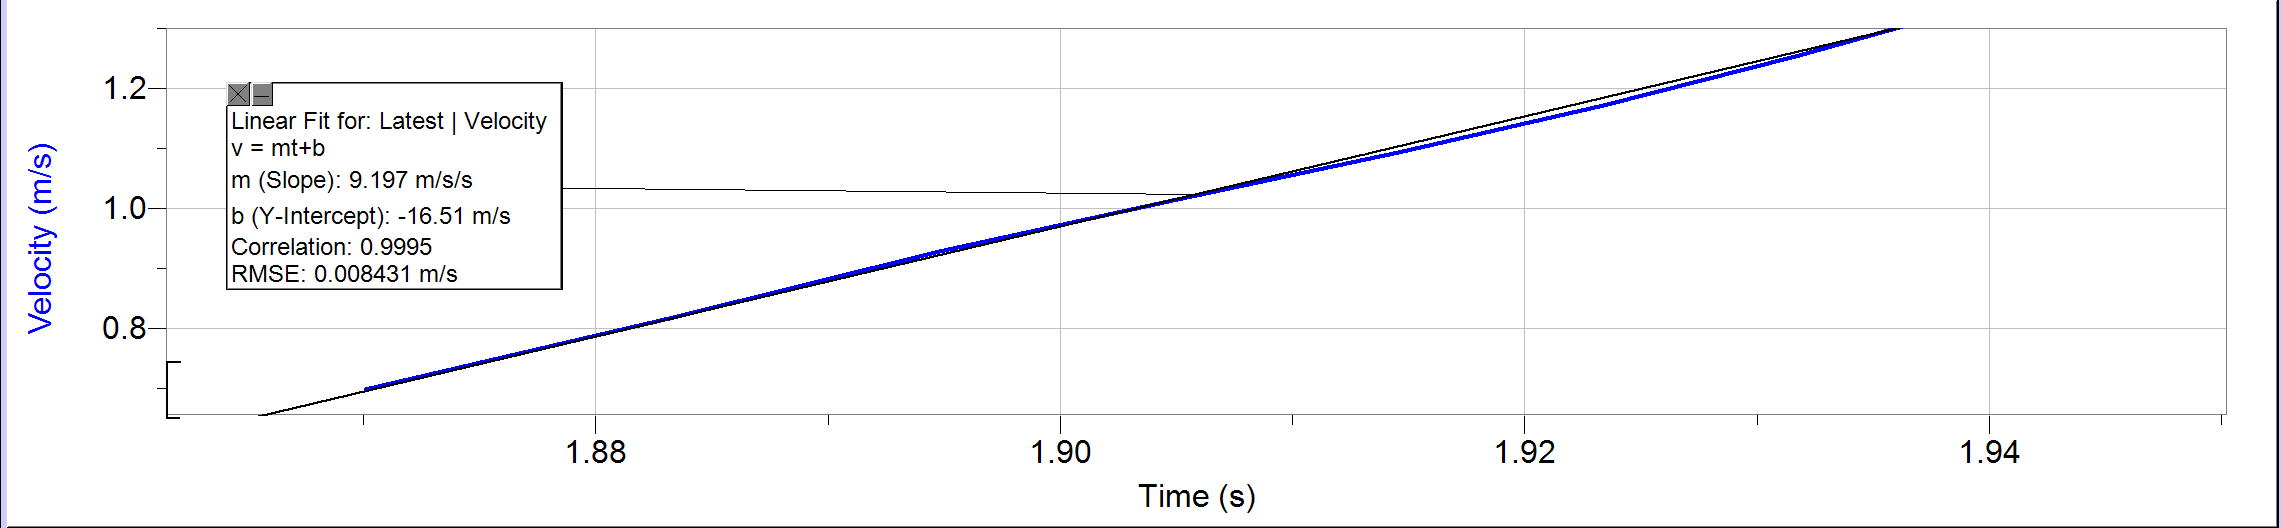 1.2
1.0
0.8
Velocity (m/s)
Linear Fit for: Latest | Velocity
v = mt+b
m (Slope): 9.197 m/s/s
b (Y-Intercept): -16.51 m/s
Correlation: 0.9995
RMSE: 0.008431 m/s
1.88 1.90 1.92 1.94
Time (s)